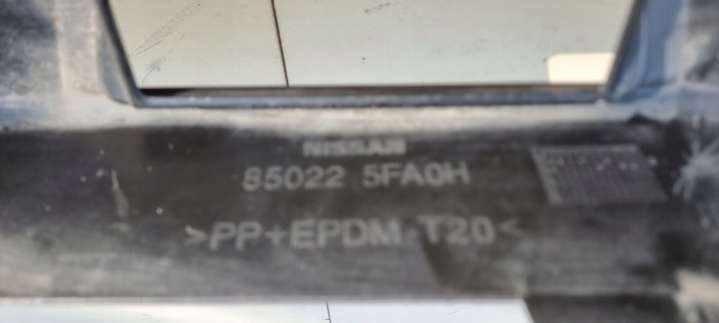 NISSAN
85022 5FA0H
>PP+EPDM-T20<